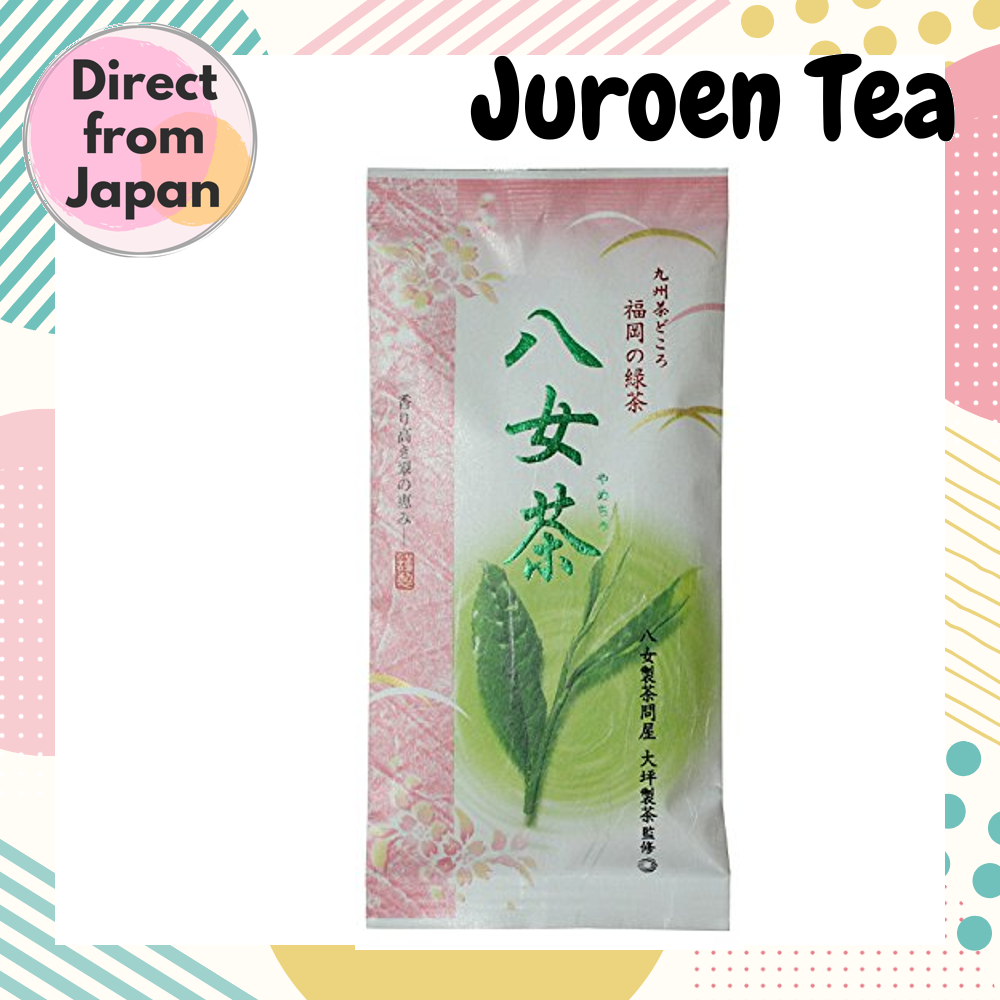 Direct
from
Japan
Juroen Tea
九州茶どころ
福岡の緑茶
八女茶
やめちゃ
香り高き翠の恵み―
八女製茶問屋 大坪製茶監修